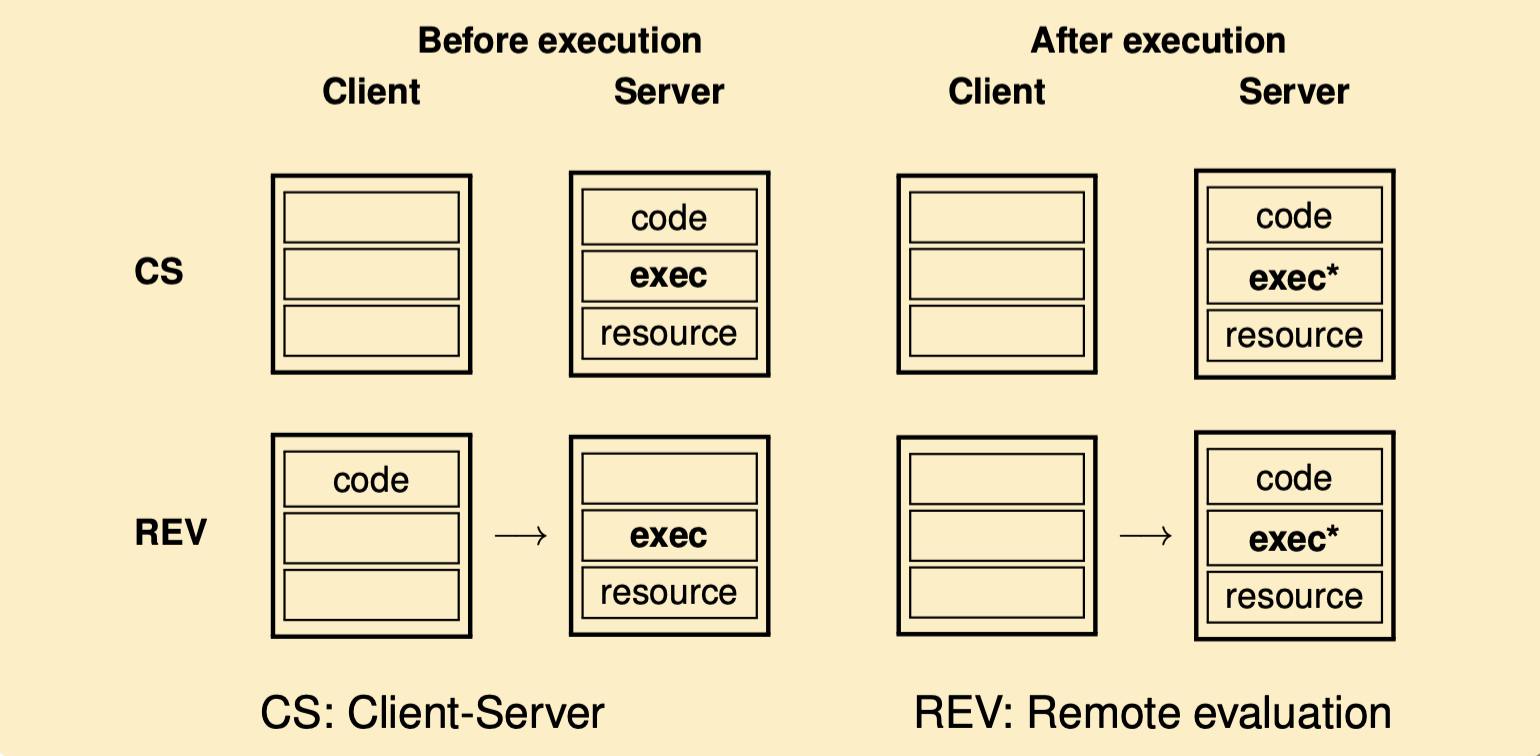 Before execution After execution
Client Server Client Server
code code
CS exec exec*
resource resource
code code
REV → exec → exec*
resource resource
CS: Client-Server REV: Remote evaluation